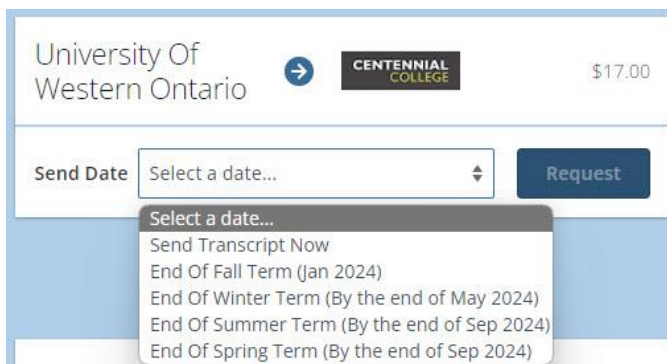 University Of
Western Ontario
CENTENNIAL
COLLEGE
$17.00
Send Date
Select a date...
Request
Select a date...
Send Transcript Now
End Of Fall Term (Jan 2024)
End Of Winter Term (By the end of May 2024)
End Of Summer Term (By the end of Sep 2024)
End Of Spring Term (By the end of Sep 2024)